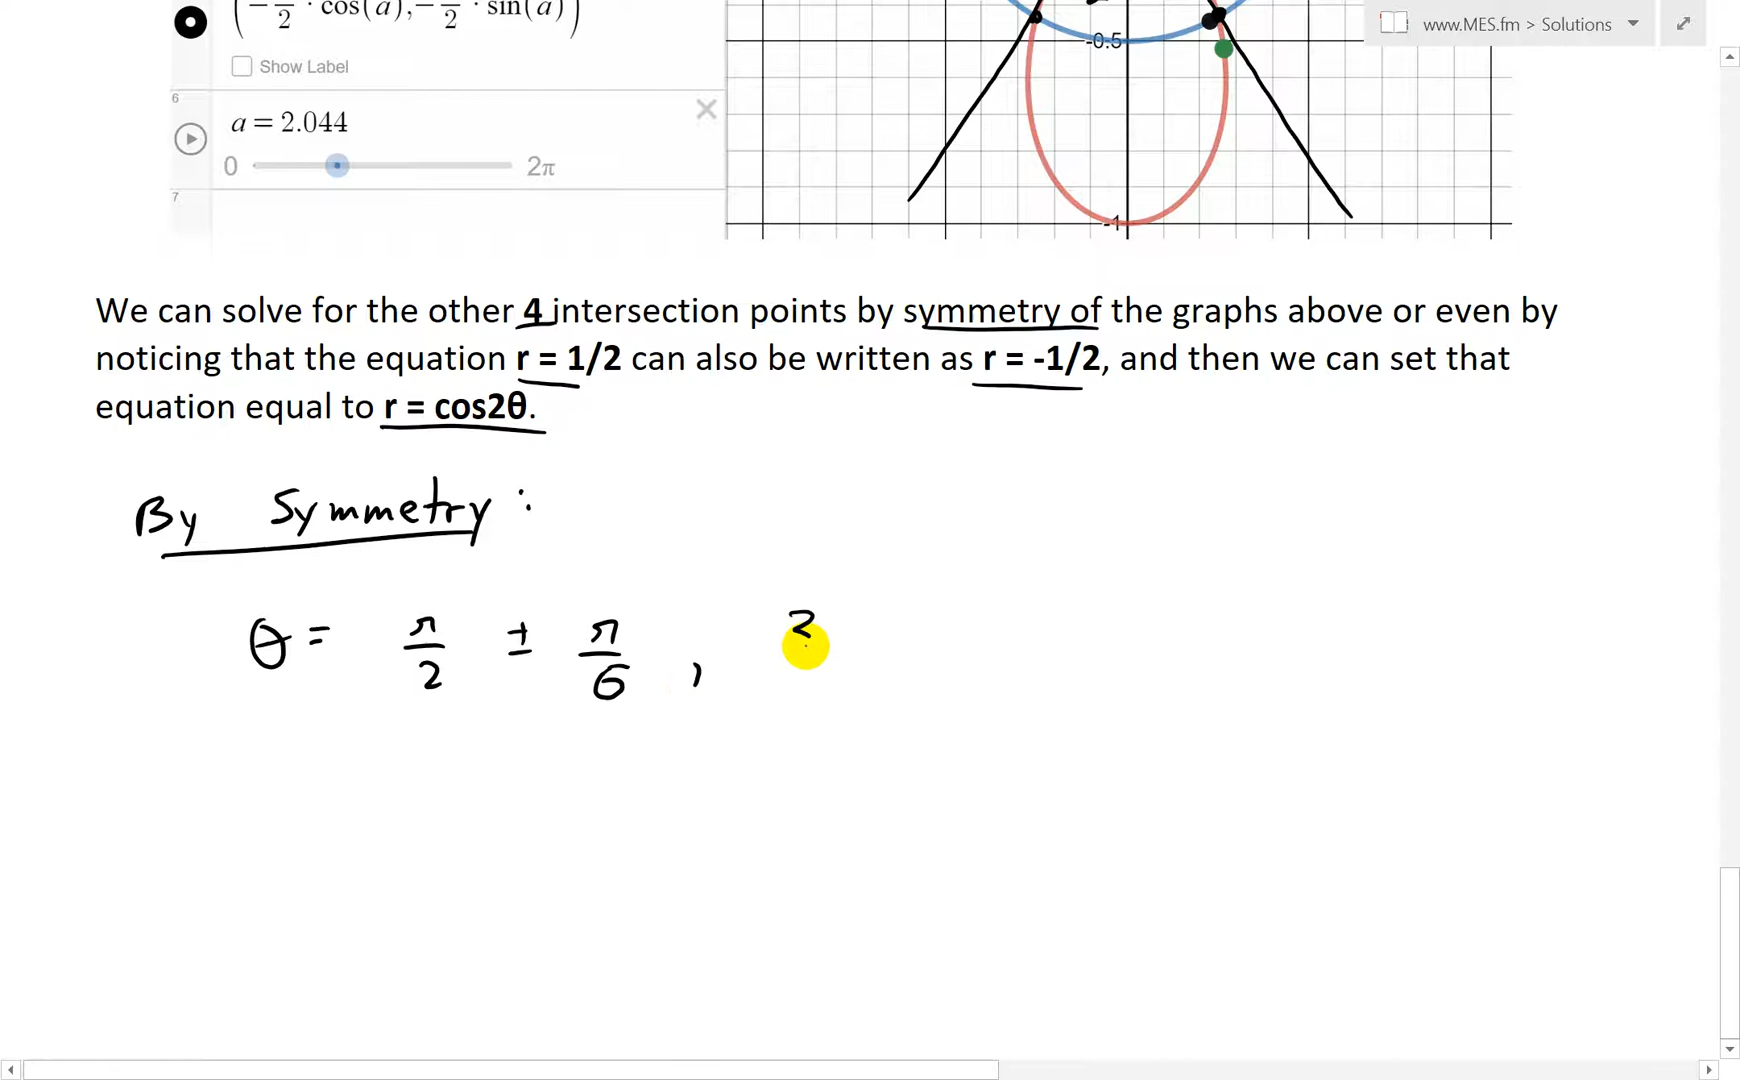 (−—/2 · cos(a),−—/2 · sin(a))
www.MES.fm > Solutions
Show Label
-0.5
6
a = 2.044
0
2π
7
-1
We can solve for the other 4 intersection points by symmetry of the graphs above or even by
noticing that the equation r = 1/2 can also be written as r = -1/2, and then we can set that
equation equal to r = cos2θ.
By Symmetry:
θ = π/2 ± π/6 , 3